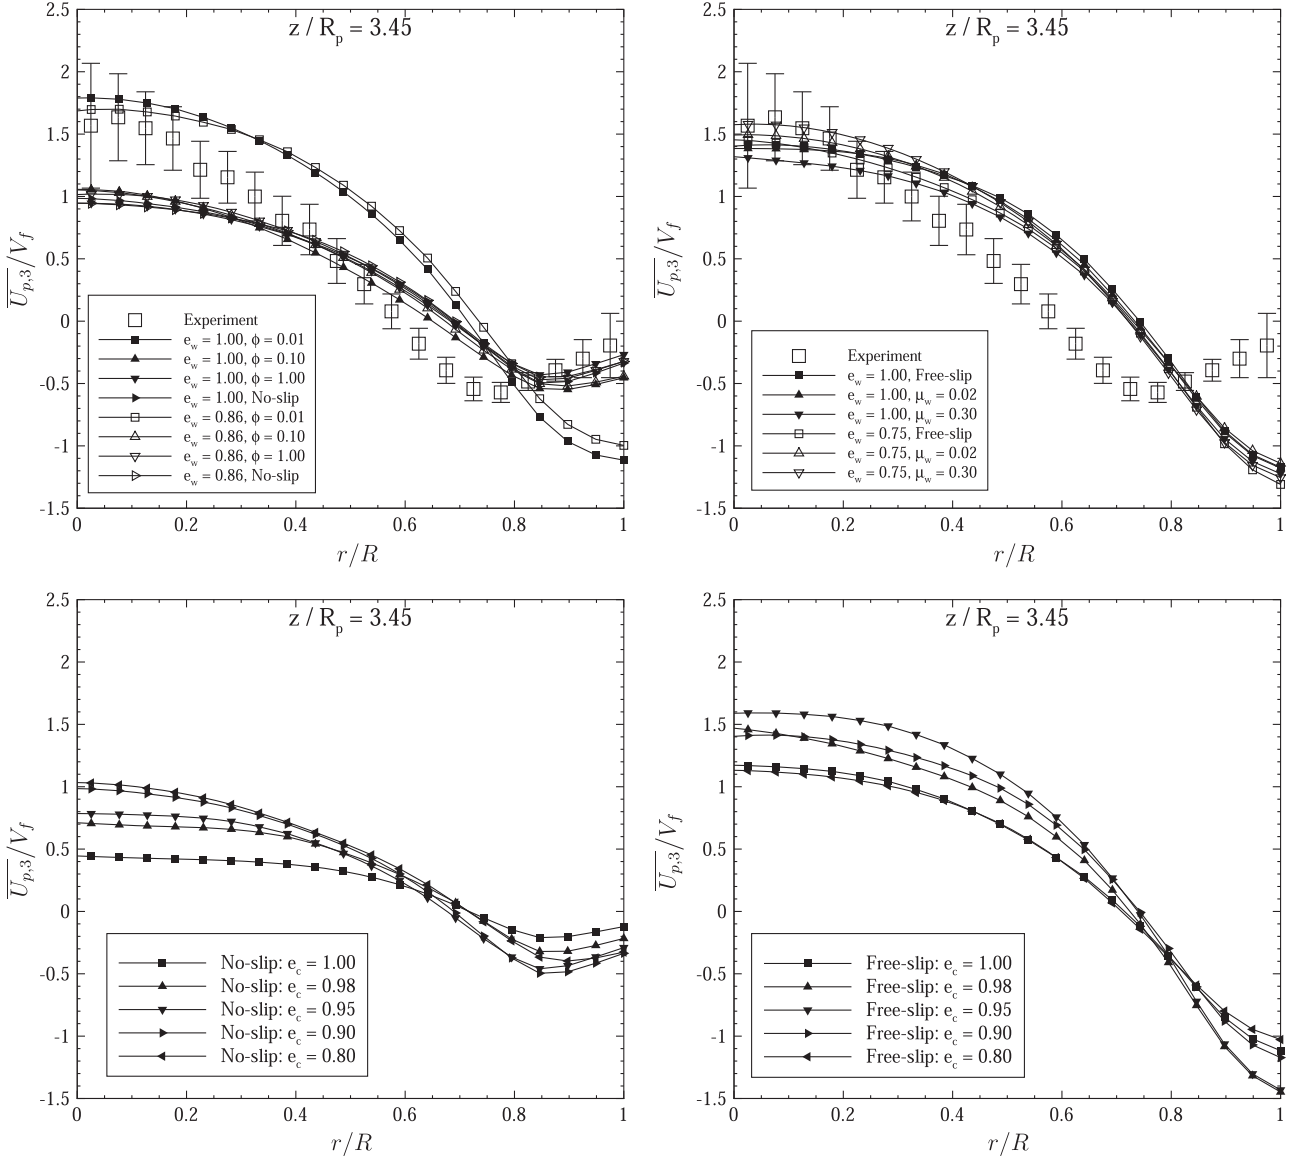 z / R_p = 3.45
2.5
2
1.5
1
0.5
0
-0.5
-1
-1.5
\overline{U_{p,3}}/V_f
Experiment
e_w = 1.00, ϕ = 0.01
e_w = 1.00, ϕ = 0.10
e_w = 1.00, ϕ = 1.00
e_w = 1.00, No-slip
e_w = 0.86, ϕ = 0.01
e_w = 0.86, ϕ = 0.10
e_w = 0.86, ϕ = 1.00
e_w = 0.86, No-slip
0 0.2 0.4 0.6 0.8 1
r/R
z / R_p = 3.45
2.5
2
1.5
1
0.5
0
-0.5
-1
-1.5
\overline{U_{p,3}}/V_f
Experiment
e_w = 1.00, Free-slip
e_w = 1.00, μ_w = 0.02
e_w = 1.00, μ_w = 0.30
e_w = 0.75, Free-slip
e_w = 0.75, μ_w = 0.02
e_w = 0.75, μ_w = 0.30
0 0.2 0.4 0.6 0.8 1
r/R
z / R_p = 3.45
2.5
2
1.5
1
0.5
0
-0.5
-1
-1.5
\overline{U_{p,3}}/V_f
No-slip: e_c = 1.00
No-slip: e_c = 0.98
No-slip: e_c = 0.95
No-slip: e_c = 0.90
No-slip: e_c = 0.80
0 0.2 0.4 0.6 0.8 1
r/R
z / R_p = 3.45
2.5
2
1.5
1
0.5
0
-0.5
-1
-1.5
\overline{U_{p,3}}/V_f
Free-slip: e_c = 1.00
Free-slip: e_c = 0.98
Free-slip: e_c = 0.95
Free-slip: e_c = 0.90
Free-slip: e_c = 0.80
0 0.2 0.4 0.6 0.8 1
r/R